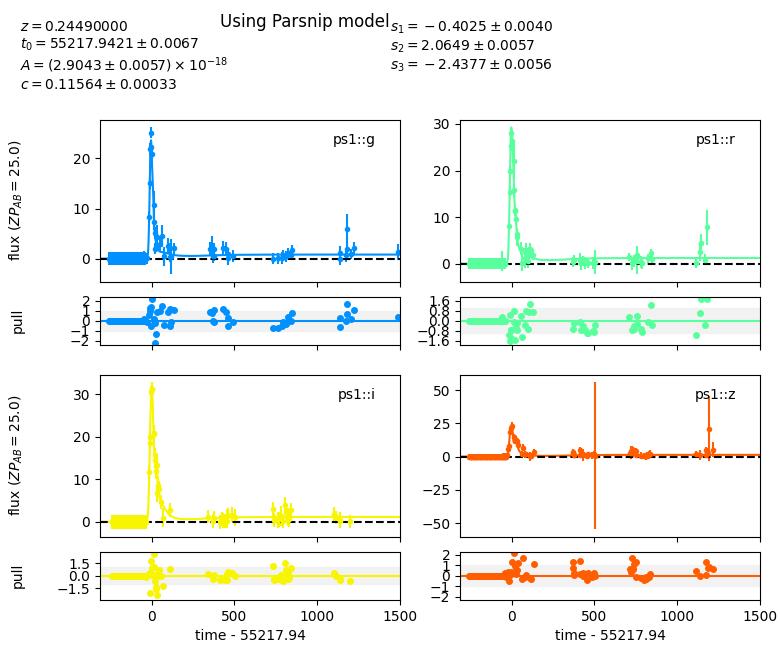 Using Parsnip model
z = 0.24490000
t₀ = 55217.9421 ± 0.0067
A = (2.9043 ± 0.0057) × 10⁻¹⁸
c = 0.11564 ± 0.00033
s₁ = −0.4025 ± 0.0040
s₂ = 2.0649 ± 0.0057
s₃ = −2.4377 ± 0.0056
flux (ZP_AB = 25.0)
20
10
0
ps1::g
30
20
10
0
ps1::r
pull
2
1
0
−1
−2
1.6
0.8
0.0
−0.8
−1.6
flux (ZP_AB = 25.0)
30
20
10
0
ps1::i
50
25
0
−25
−50
ps1::z
pull
1.5
0.0
−1.5
2
1
0
−1
−2
0 500 1000 1500
0 500 1000 1500
time - 55217.94
time - 55217.94